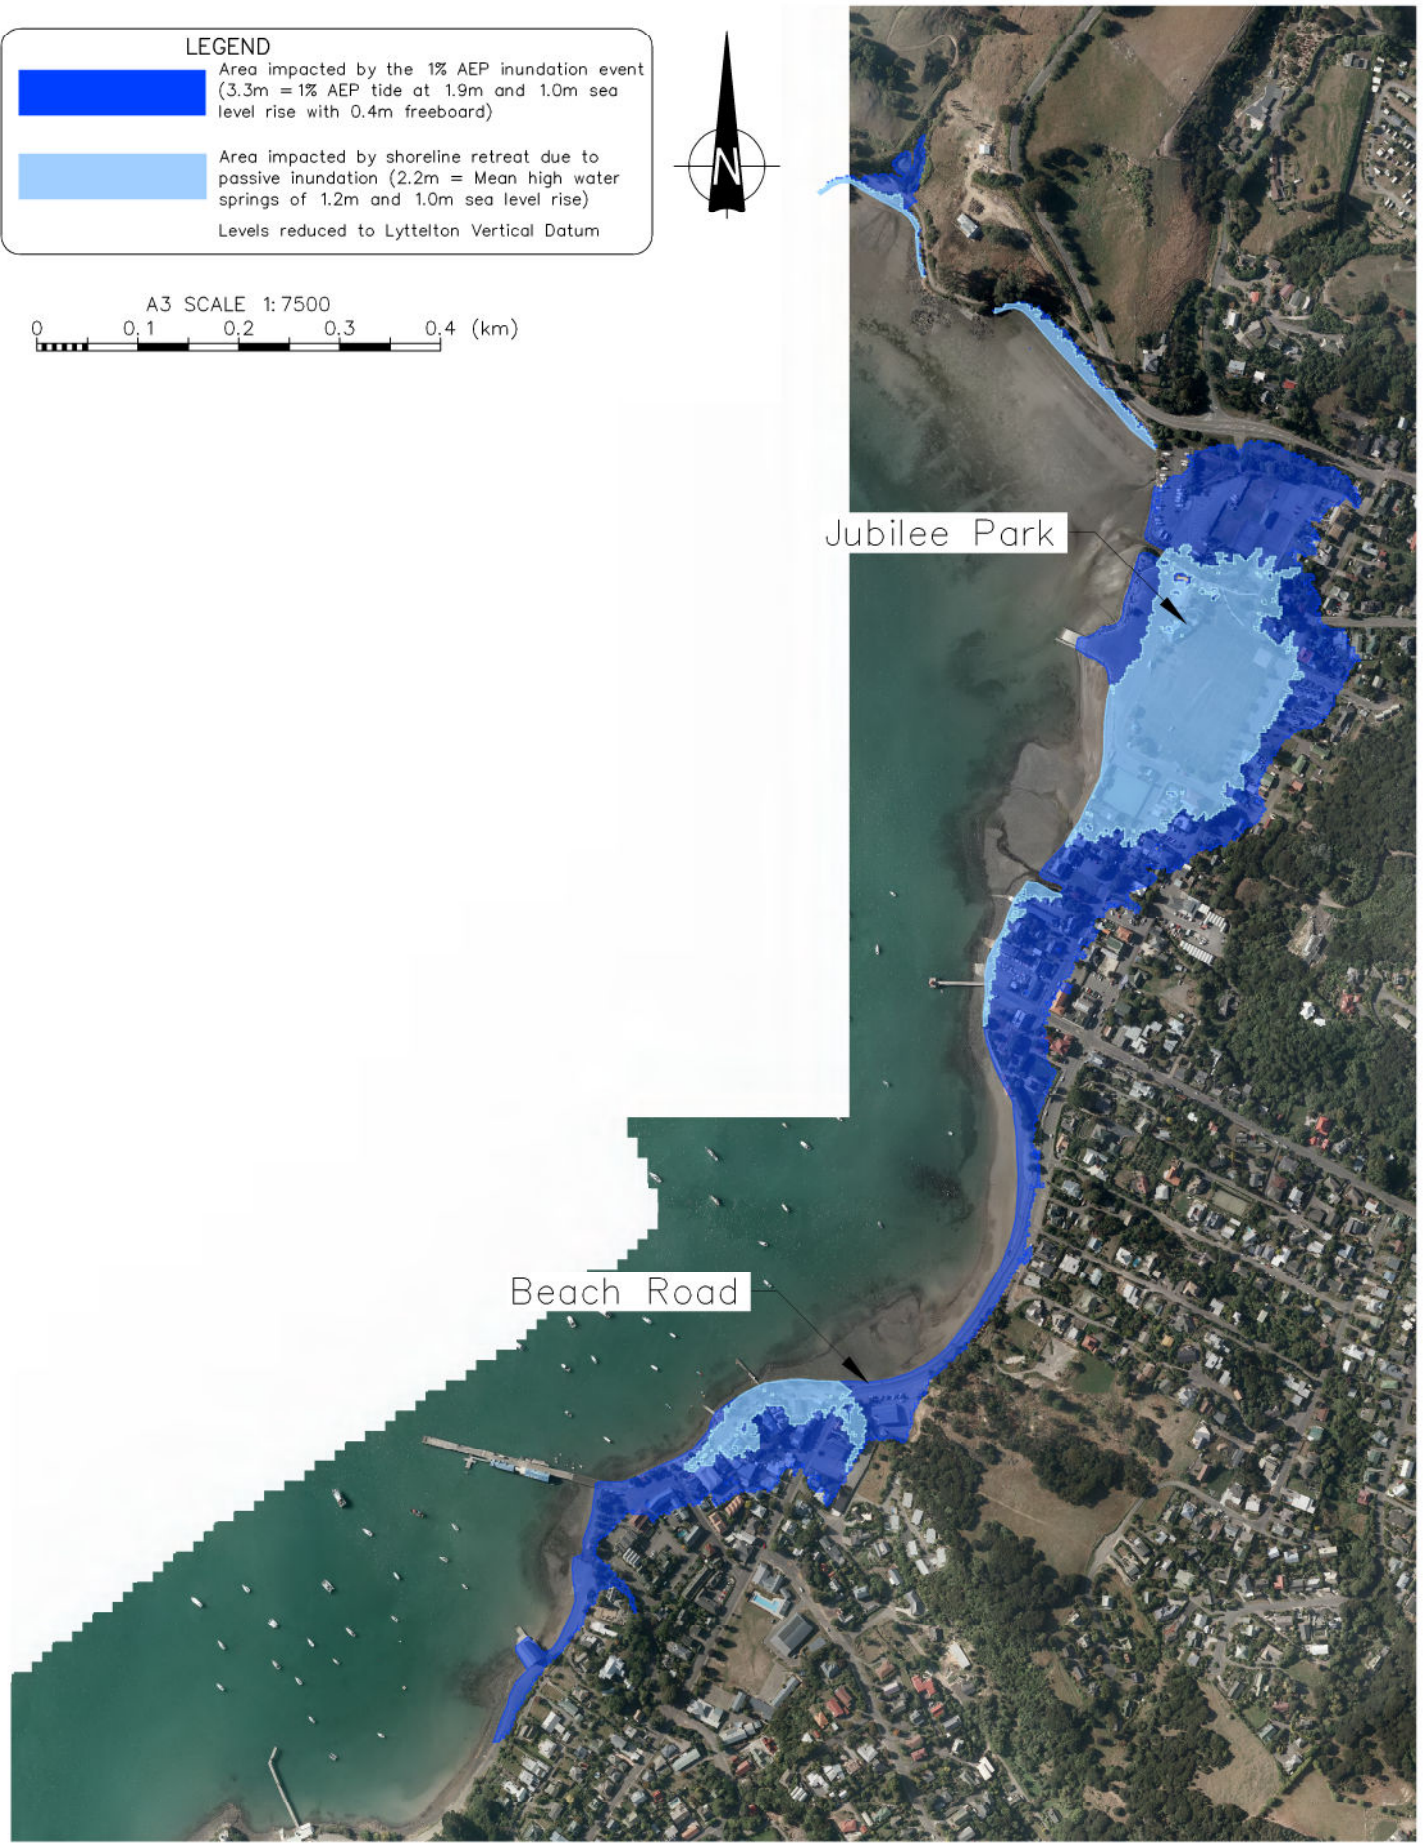 LEGEND
Area impacted by the 1% AEP inundation event
(3.3m = 1% AEP tide at 1.9m and 1.0m sea
level rise with 0.4m freeboard)
Area impacted by shoreline retreat due to
passive inundation (2.2m = Mean high water
springs of 1.2m and 1.0m sea level rise)
Levels reduced to Lyttelton Vertical Datum
N
A3 SCALE 1:7500
0 0.1 0.2 0.3 0.4 (km)
Jubilee Park
Beach Road